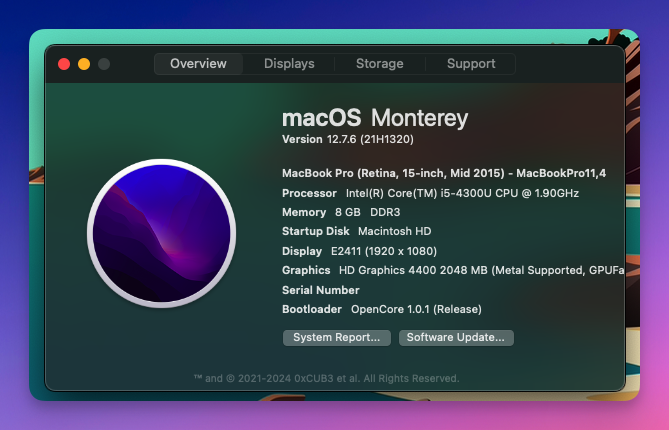 Overview Displays Storage Support
macOS Monterey
Version 12.7.6 (21H1320)
MacBook Pro (Retina, 15-inch, Mid 2015) - MacBookPro11,4
Processor Intel(R) Core(TM) i5-4300U CPU @ 1.90GHz
Memory 8 GB DDR3
Startup Disk Macintosh HD
Display E2411 (1920 x 1080)
Graphics HD Graphics 4400 2048 MB (Metal Supported, GPUFa
Serial Number
Bootloader OpenCore 1.0.1 (Release)
System Report... Software Update...
™ and © 2021-2024 0xCUB3 et al. All Rights Reserved.